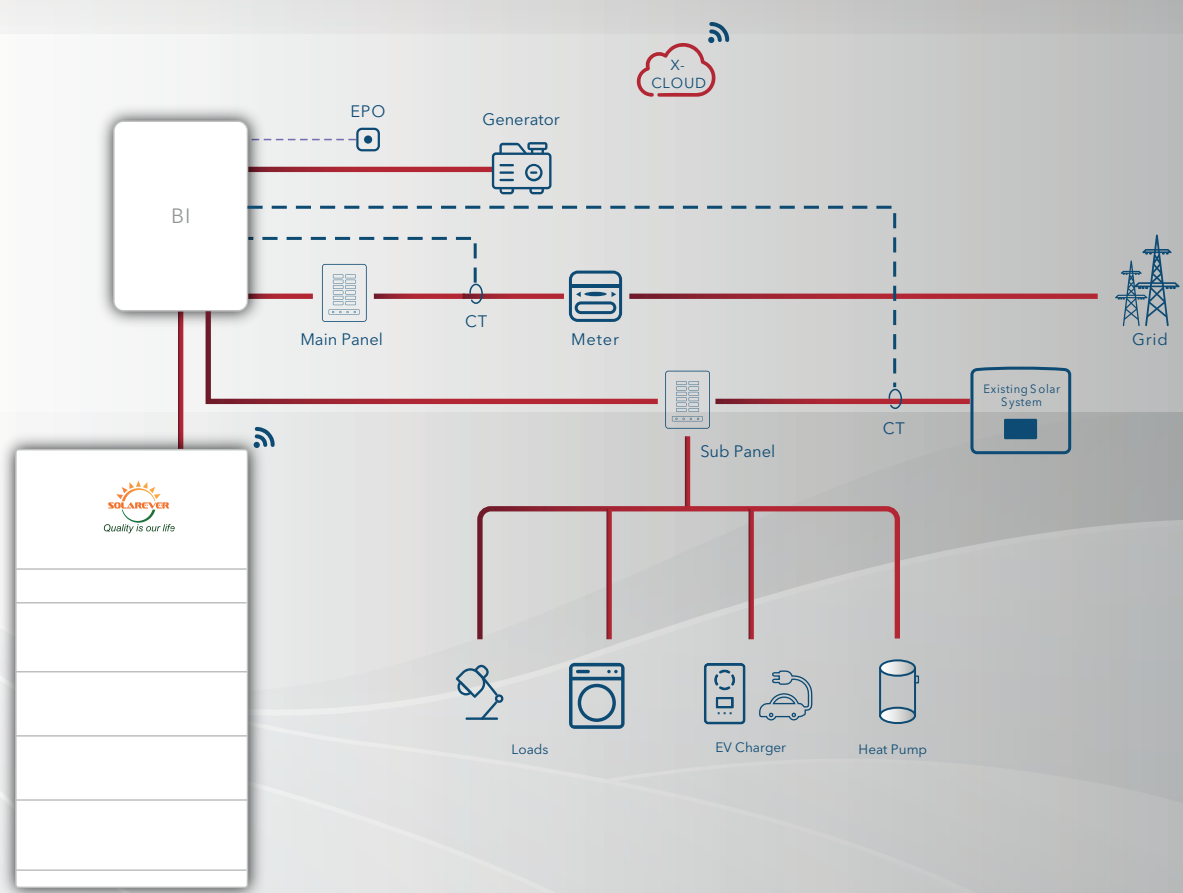 X-
CLOUD
EPO
Generator
BI
Main Panel
CT
Meter
Grid
Existing Solar
System
CT
Sub Panel
SOLAREVER
Quality is our life
Loads
EV Charger
Heat Pump